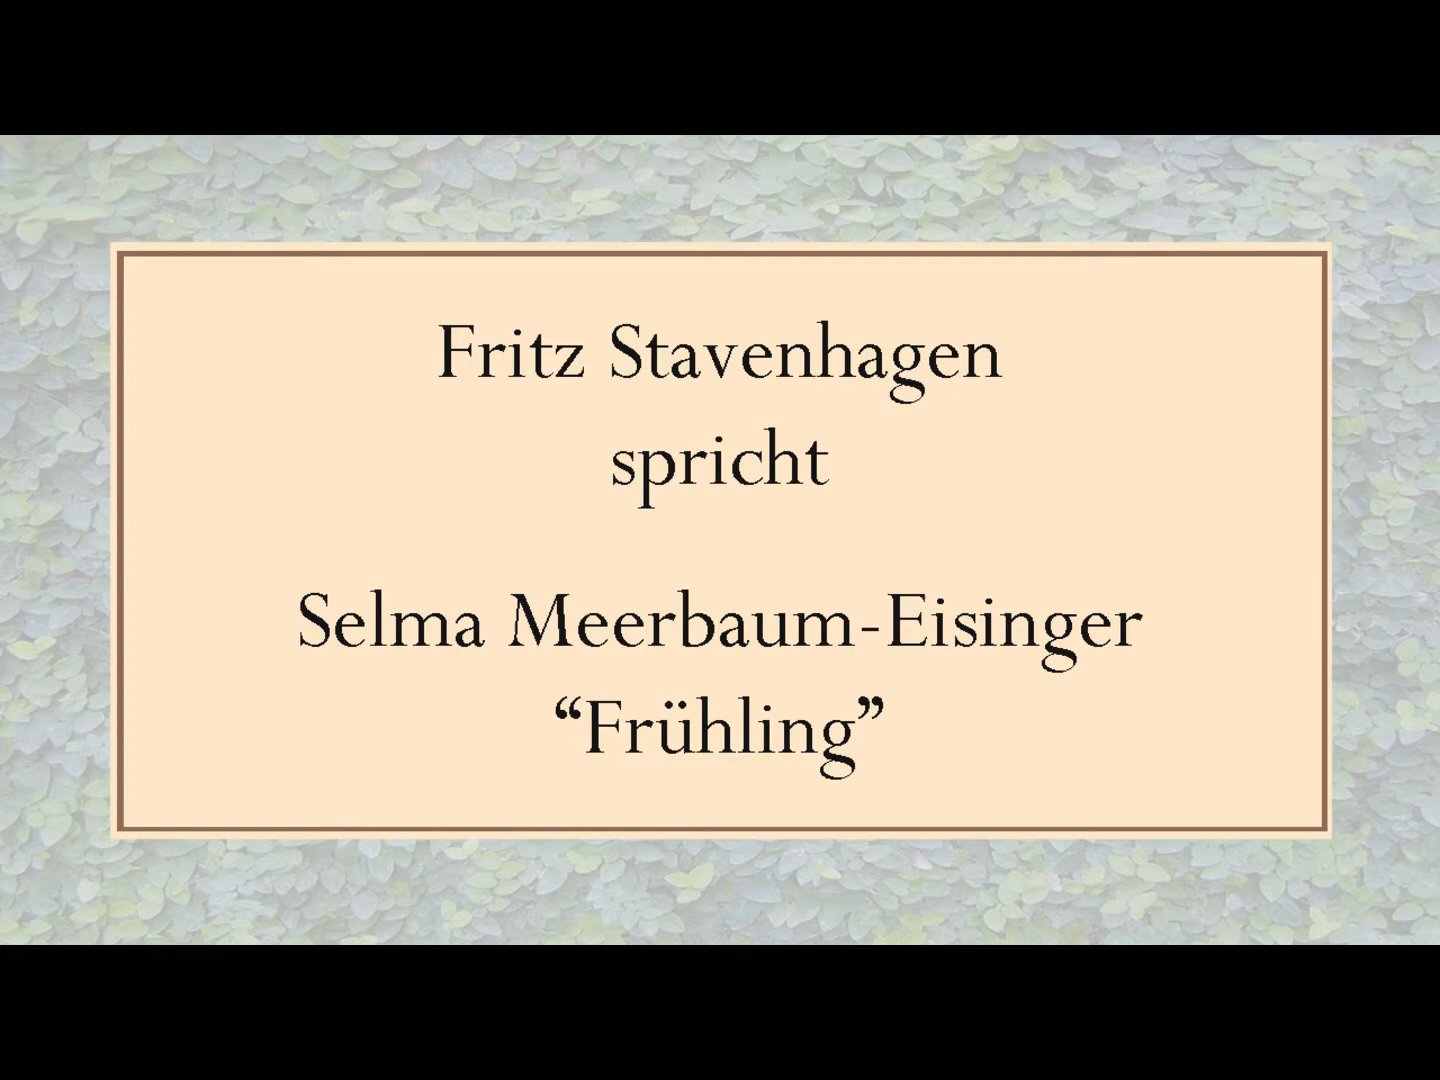 Fritz Stavenhagen
spricht
Selma Meerbaum-Eisinger
“Frühling”